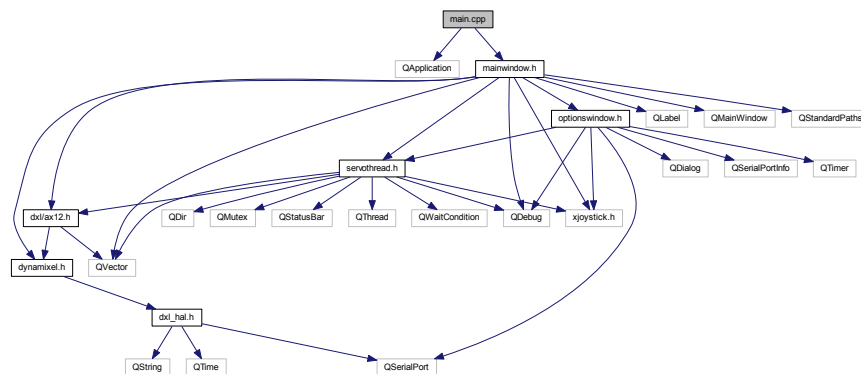 main.cpp
QApplication
mainwindow.h
optionswindow.h
QLabel
QMainWindow
QStandardPaths
servothread.h
QDialog
QSerialPortInfo
QTimer
dxl/ax12.h
QDir
QMutex
QStatusBar
QThread
QWaitCondition
QDebug
xjoystick.h
dynamixel.h
QVector
dxl_hal.h
QString
QTime
QSerialPort